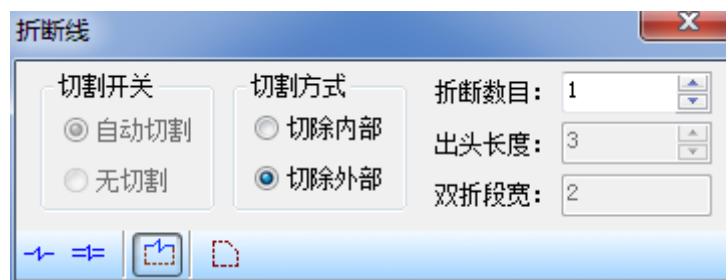 折断线
切割开关
自动切割
无切割
切割方式
切除内部
切除外部
折断数目: 1
出头长度: 3
双折段宽: 2